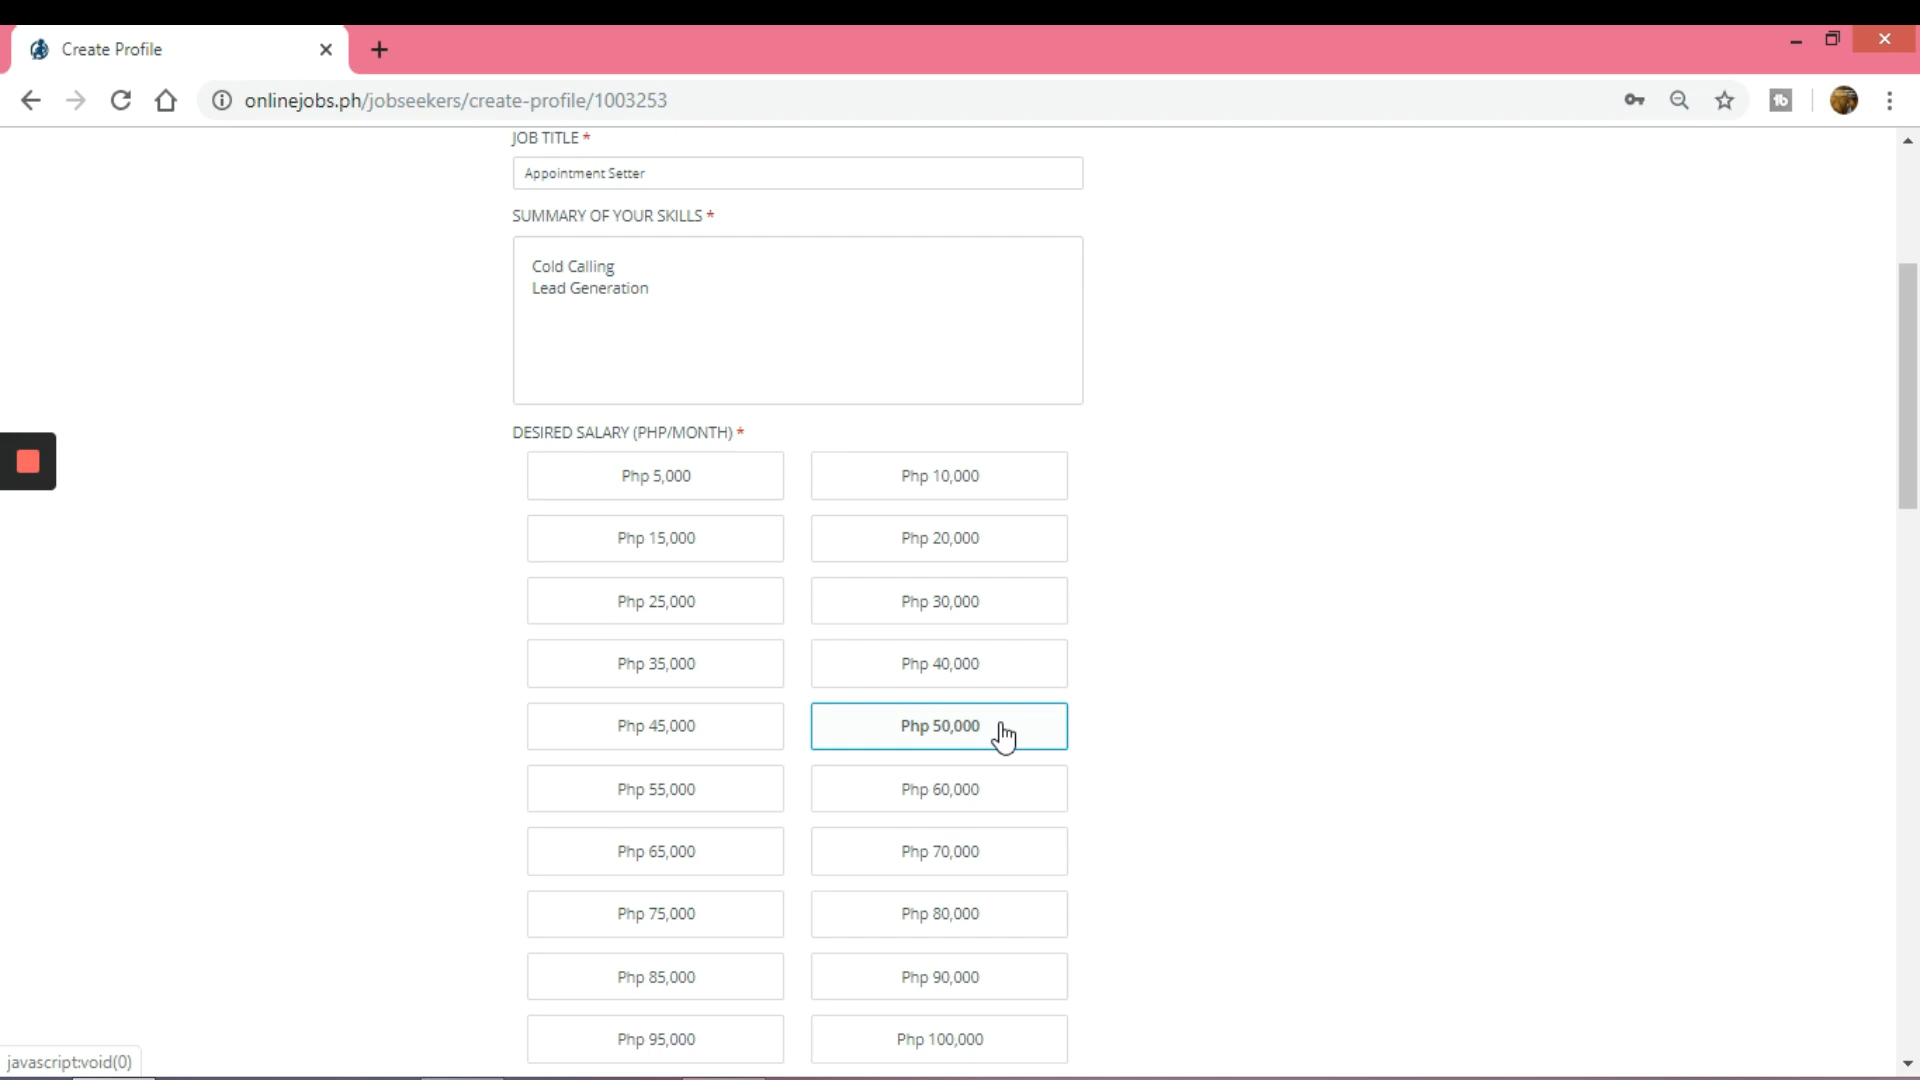 Create Profile
onlinejobs.ph/jobseekers/create-profile/1003253
JOB TITLE *
Appointment Setter
SUMMARY OF YOUR SKILLS *
Cold Calling
Lead Generation
DESIRED SALARY (PHP/MONTH) *
Php 5,000 Php 10,000
Php 15,000 Php 20,000
Php 25,000 Php 30,000
Php 35,000 Php 40,000
Php 45,000 Php 50,000
Php 55,000 Php 60,000
Php 65,000 Php 70,000
Php 75,000 Php 80,000
Php 85,000 Php 90,000
Php 95,000 Php 100,000
javascript:void(0)